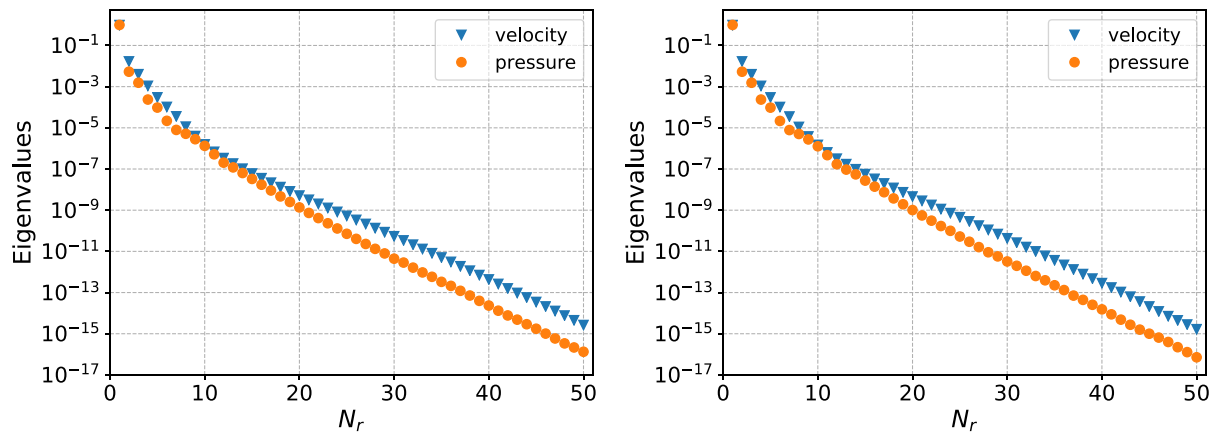 Eigenvalues
10^{-1}
10^{-3}
10^{-5}
10^{-7}
10^{-9}
10^{-11}
10^{-13}
10^{-15}
10^{-17}
velocity
pressure
0 10 20 30 40 50
N_r
Eigenvalues
10^{-1}
10^{-3}
10^{-5}
10^{-7}
10^{-9}
10^{-11}
10^{-13}
10^{-15}
10^{-17}
velocity
pressure
0 10 20 30 40 50
N_r